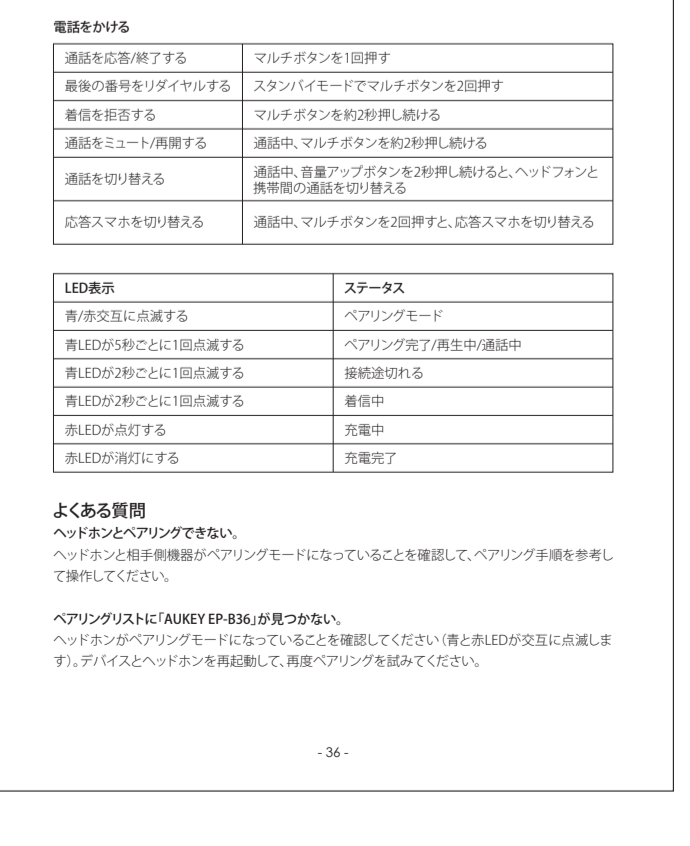 電話をかける
通話を応答/終了する マルチボタンを1回押す
最後の番号をリダイヤルする スタンバイモードでマルチボタンを2回押す
着信を拒否する マルチボタンを約2秒押し続ける
通話をミュート/再開する 通話中、マルチボタンを約2秒押し続ける
通話を切り替える 通話中、音量アップボタンを2秒押し続けると、ヘッドフォンと
携帯間の通話を切り替える
応答スマホを切り替える 通話中、マルチボタンを2回押すと、応答スマホを切り替える
LED表示 ステータス
青/赤交互に点滅する ペアリングモード
青LEDが5秒ごとに1回点滅する ペアリング完了/再生中/通話中
青LEDが2秒ごとに1回点滅する 接続途切れる
青LEDが2秒ごとに1回点滅する 着信中
赤LEDが点灯する 充電中
赤LEDが消灯にする 充電完了
よくある質問
ヘッドホンとペアリングできない。
ヘッドホンと相手側機器がペアリングモードになっていることを確認して、ペアリング手順を参考し
て操作してください。
ペアリングリストに「AUKEY EP-B36」が見つかない。
ヘッドホンがペアリングモードになっていることを確認してください（青と赤LEDが交互に点滅しま
す）。デバイスとヘッドホンを再起動して、再度ペアリングを試みてください。
- 36 -